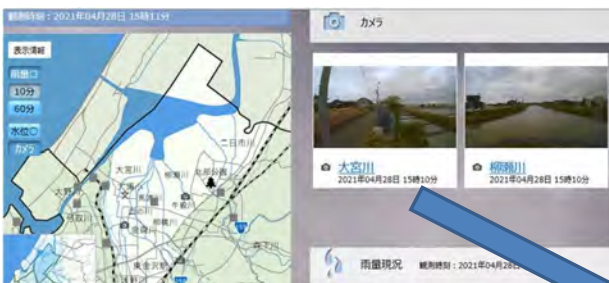 観測時刻：2021年04月28日 15時11分
表示情報
雨量
10分
60分
水位
カメラ
二日市川
大宮川
柳瀬川
大野
東金沢
カメラ
大宮川
2021年04月28日 15時10分
柳瀬川
2021年04月28日 15時10分
雨量現況
観測時刻：2021年04月28日